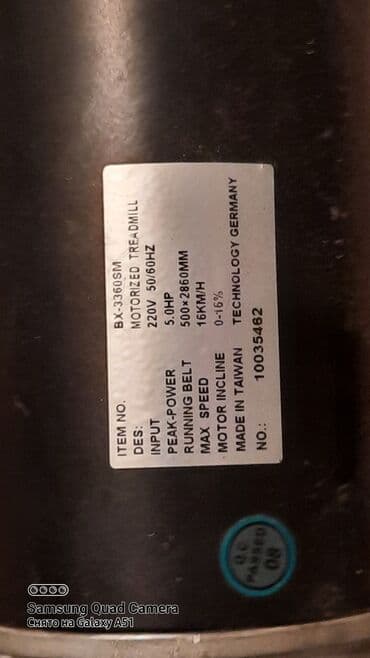 ITEM NO. BX-3360SM
DES: MOTORIZED TREADMILL
INPUT 220V 50/60HZ
PEAK-POWER 5.0HP
RUNNING BELT 500×2860MM
MAX SPEED 16KM/H
MOTOR INCLINE 0-16%
MADE IN TAIWAN TECHNOLOGY GERMANY
NO.: 10035462
Q.C
PASSED
08
Samsung Quad Camera
Снято на Galaxy A51